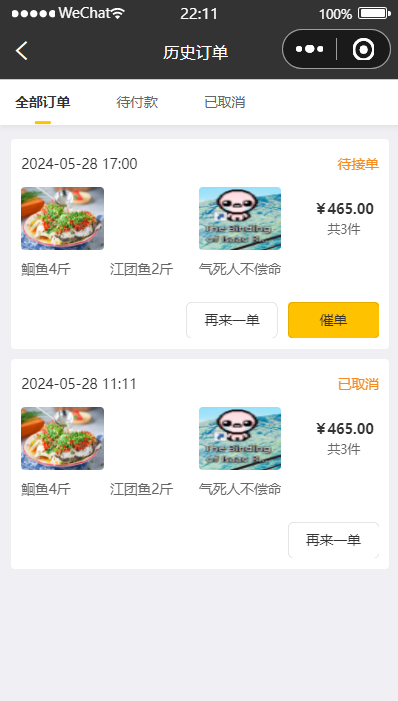 WeChat 22:11 100%
历史订单
全部订单 待付款 已取消
2024-05-28 17:00 待接单
The Binding
of Isaac R...
￥465.00
共3件
鮰鱼4斤 江团鱼2斤 气死人不偿命
再来一单 催单
2024-05-28 11:11 已取消
The Binding
of Isaac R...
￥465.00
共3件
鮰鱼4斤 江团鱼2斤 气死人不偿命
再来一单